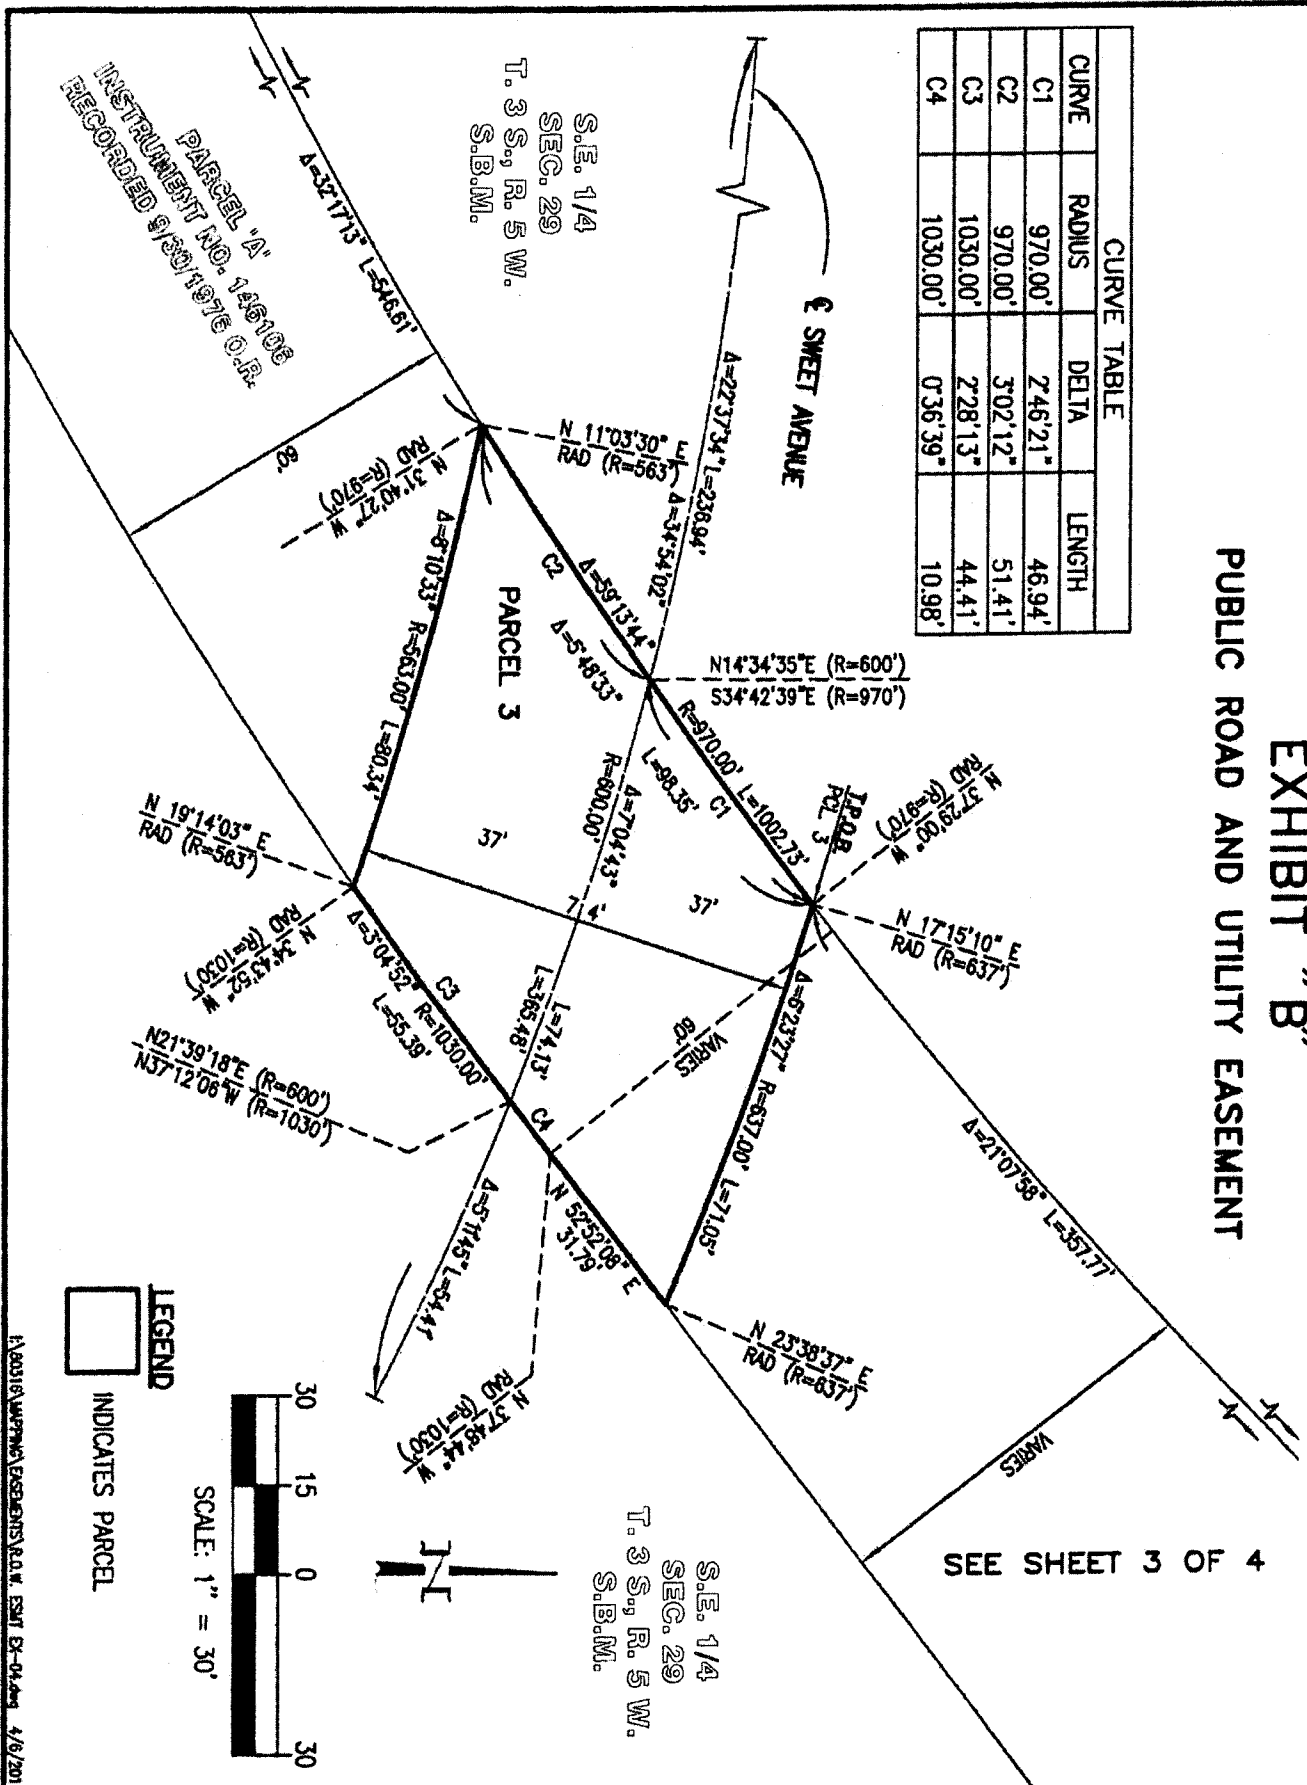 EXHIBIT "B"
PUBLIC ROAD AND UTILITY EASEMENT
CURVE TABLE
CURVE RADIUS DELTA LENGTH
C1 970.00' 2°46'21" 46.94'
C2 970.00' 3°02'12" 51.41'
C3 1030.00' 2°28'13" 44.41'
C4 1030.00' 0°36'39" 10.98'
℄ SWEET AVENUE
S.E. 1/4
SEC. 29
T. 3 S., R. 5 W.
S.B.M.
PARCEL 'A'
INSTRUMENT NO. 146106
RECORDED 9/30/1976 O.R.
Δ=32°17'13" L=546.61'
60'
Δ=22°37'34" L=236.94'
Δ=34°54'02"
N 11°03'30" E
RAD (R=563')
N 31°40'27" W
RAD (R=970')
C2
Δ=59°13'44"
Δ=5°48'33"
N14°34'35"E (R=600')
S34°42'39"E (R=970')
R=970.00' L=1002.73'
L=98.35'
C1
T.P.O.B.
PCL 3
N 37°29'00" W
RAD (R=970')
N 17°15'10" E
RAD (R=637')
PARCEL 3
Δ=8°10'33" R=563.00' L=80.34'
R=600.00'
Δ=7°04'43"
37'
37'
74'
L=74.13'
L=365.48'
N 19°14'03" E
RAD (R=563')
N 34°43'52" W
RAD (R=1030')
C3
Δ=3°04'52" R=1030.00'
L=55.39'
N21°39'18"E (R=600')
N37°12'06"W (R=1030')
C4
VARIES
60'
Δ=6°23'27" R=637.00' L=71.05'
N 52°52'08" E
31.79'
Δ=5°11'45" L=54.41'
N 37°48'44" W
RAD (R=1030')
N 23°38'37" E
RAD (R=637')
Δ=21°07'58" L=357.77'
VARIES
SEE SHEET 3 OF 4
S.E. 1/4
SEC. 29
T. 3 S., R. 5 W.
S.B.M.
LEGEND
INDICATES PARCEL
30 15 0 30
SCALE: 1" = 30'
I:\80316\MAPPING\EASEMENTS\R.O.W. ESMT EX-04.dwg 4/6/201